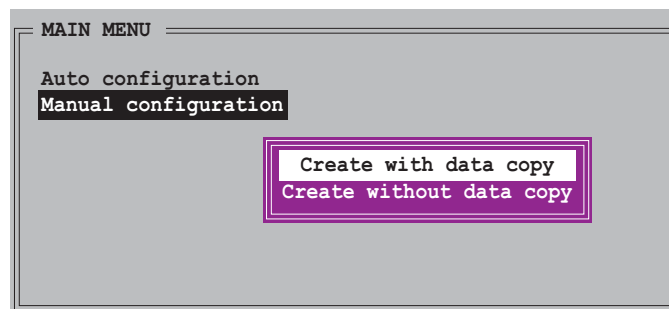 MAIN MENU
Auto configuration
Manual configuration
Create with data copy
Create without data copy